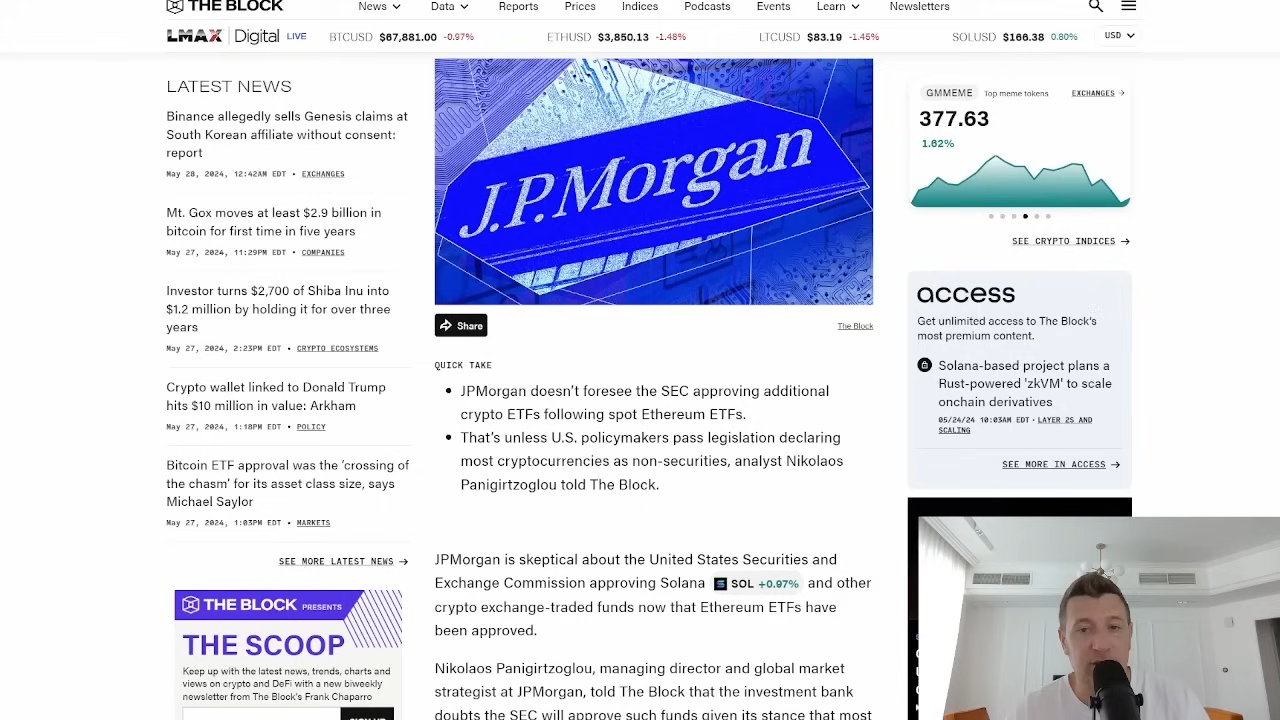 THE BLOCK
News
Data
Reports
Prices
Indices
Podcasts
Events
Learn
Newsletters
LMAX Digital LIVE
BTCUSD $67,881.00 -0.97%
ETHUSD $3,850.13 -1.48%
LTCUSD $83.19 -1.45%
SOLUSD $166.38 0.80%
USD
LATEST NEWS
Binance allegedly sells Genesis claims at
South Korean affiliate without consent:
report
May 28, 2024, 12:42AM EDT • EXCHANGES
Mt. Gox moves at least $2.9 billion in
bitcoin for first time in five years
May 27, 2024, 11:29PM EDT • COMPANIES
Investor turns $2,700 of Shiba Inu into
$1.2 million by holding it for over three
years
May 27, 2024, 2:23PM EDT • CRYPTO ECOSYSTEMS
Crypto wallet linked to Donald Trump
hits $10 million in value: Arkham
May 27, 2024, 1:18PM EDT • POLICY
Bitcoin ETF approval was the ‘crossing of
the chasm’ for its asset class size, says
Michael Saylor
May 27, 2024, 1:03PM EDT • MARKETS
SEE MORE LATEST NEWS →
THE BLOCK PRESENTS
THE SCOOP
Keep up with the latest news, trends, charts and
views on crypto and DeFi with a new biweekly
newsletter from The Block's Frank Chaparro
SIGN UP
J.P.Morgan
Share
The Block
QUICK TAKE
• JPMorgan doesn’t foresee the SEC approving additional
crypto ETFs following spot Ethereum ETFs.
• That’s unless U.S. policymakers pass legislation declaring
most cryptocurrencies as non-securities, analyst Nikolaos
Panigirtzoglou told The Block.
JPMorgan is skeptical about the United States Securities and
Exchange Commission approving Solana SOL +0.97% and other
crypto exchange-traded funds now that Ethereum ETFs have
been approved.
Nikolaos Panigirtzoglou, managing director and global market
strategist at JPMorgan, told The Block that the investment bank
doubts the SEC will approve such funds given its stance that most
GMMEME Top meme tokens EXCHANGES →
377.63
1.62%
SEE CRYPTO INDICES →
access
Get unlimited access to The Block's
most premium content.
Solana-based project plans a
Rust-powered 'zkVM' to scale
onchain derivatives
05/24/24 10:03AM EDT • LAYER 2S AND
SCALING
SEE MORE IN ACCESS →